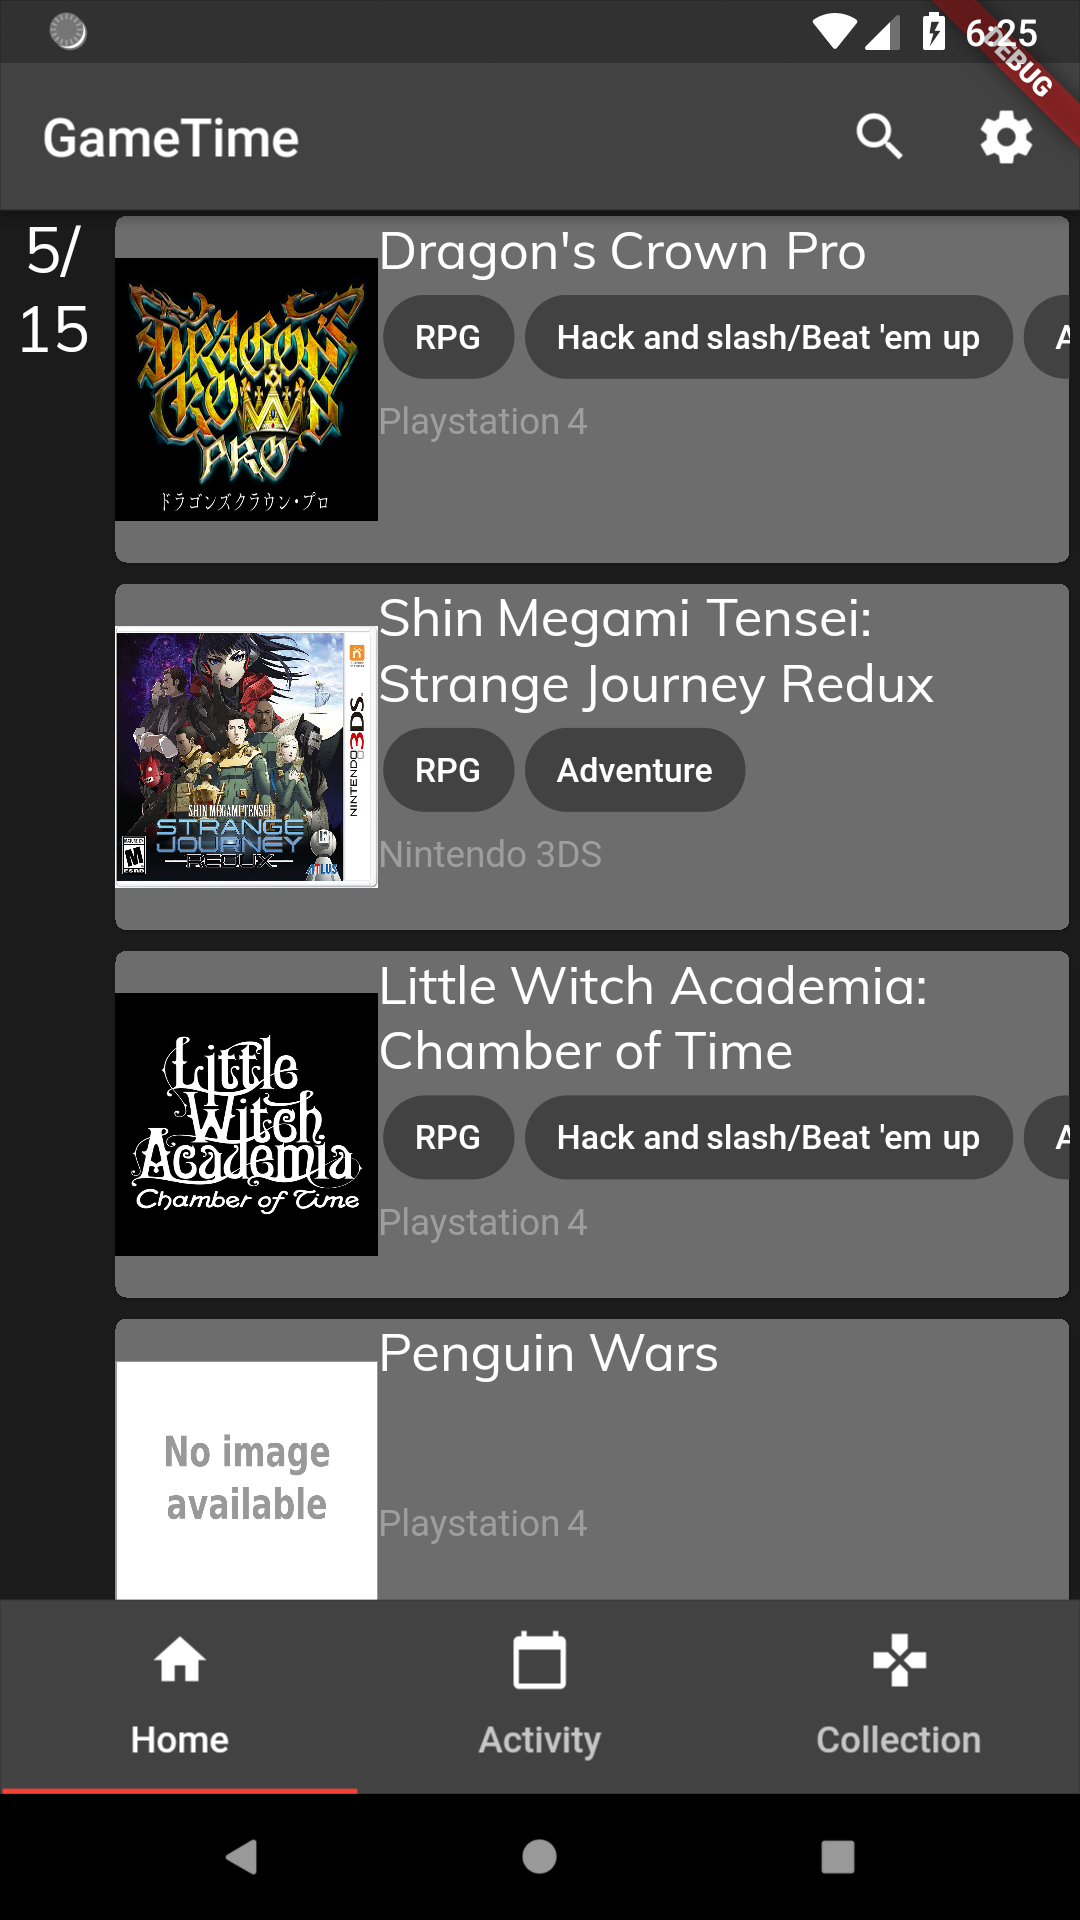 6:25
DEBUG
GameTime
5/
15
Dragon's Crown Pro
DRAGON'S
CROWN
PRO
ドラゴンズクラウン・プロ
RPG
Hack and slash/Beat 'em up
A
Playstation 4
Shin Megami Tensei:
Strange Journey Redux
NINTENDO 3DS
SHIN MEGAMI TENSEI
STRANGE
JOURNEY
REDUX
M
ATLUS
RPG
Adventure
Nintendo 3DS
Little Witch Academia:
Chamber of Time
Little
Witch
Academia
Chamber of Time
RPG
Hack and slash/Beat 'em up
A
Playstation 4
Penguin Wars
No image
available
Playstation 4
Home
Activity
Collection